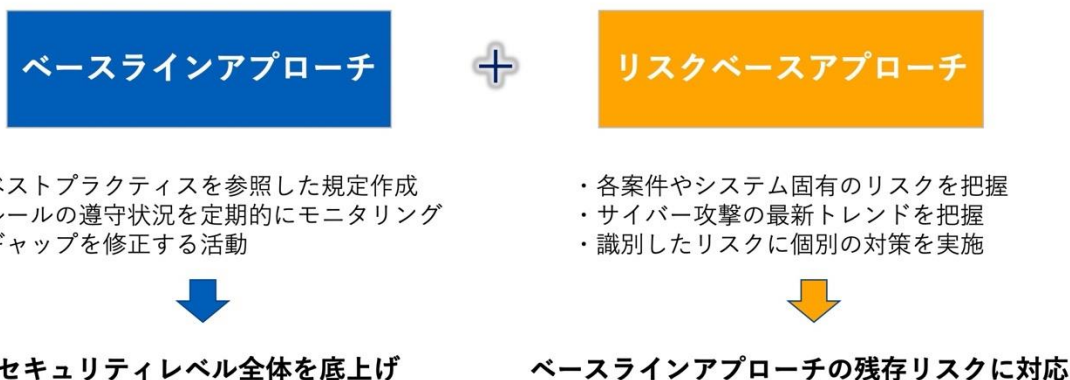 ベースラインアプローチ
リスクベースアプローチ
ベストプラクティスを参照した規定作成
ルールの遵守状況を定期的にモニタリング
ギャップを修正する活動
・各案件やシステム固有のリスクを把握
・サイバー攻撃の最新トレンドを把握
・識別したリスクに個別の対策を実施
セキュリティレベル全体を底上げ
ベースラインアプローチの残存リスクに対応